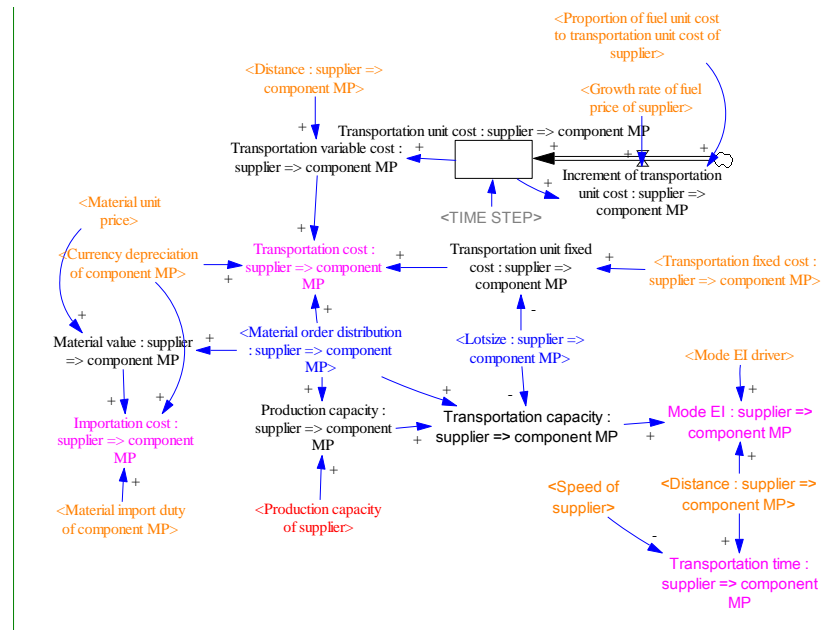 <Proportion of fuel unit cost
to transportation unit cost of
supplier>
<Distance : supplier =>
component MP>
<Growth rate of fuel
price of supplier>
Transportation unit cost : supplier => component MP
+
+
+
+
Transportation variable cost :
supplier => component MP
+
+
Increment of transportation
unit cost : supplier =>
component MP
<Material unit
price>
<TIME STEP>
+
<Currency depreciation
of component MP>
+
Transportation cost :
supplier => component
MP
+
Transportation unit fixed
cost : supplier =>
component MP
+
<Transportation fixed cost :
supplier => component MP>
+
-
+
Material value : supplier
=> component MP
+
<Material order distribution
: supplier => component
MP>
<Lotsize : supplier =>
component MP>
<Mode EI driver>
+
+
+
+
-
+
Importation cost :
supplier => component
MP
Production capacity :
supplier => component
MP
+
Transportation capacity :
supplier => component MP
+
Mode EI : supplier =>
component MP
+
+
+
<Material import duty
of component MP>
<Production capacity
of supplier>
<Speed of
supplier>
<Distance : supplier =>
component MP>
-
+
Transportation time :
supplier => component
MP